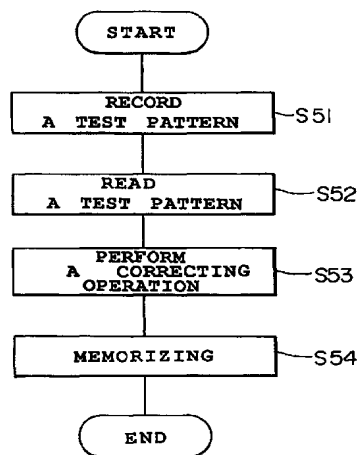 START
RECORD
A TEST PATTERN
S51
READ
A TEST PATTERN
S52
PERFORM
A CORRECTING
OPERATION
S53
MEMORIZING
S54
END